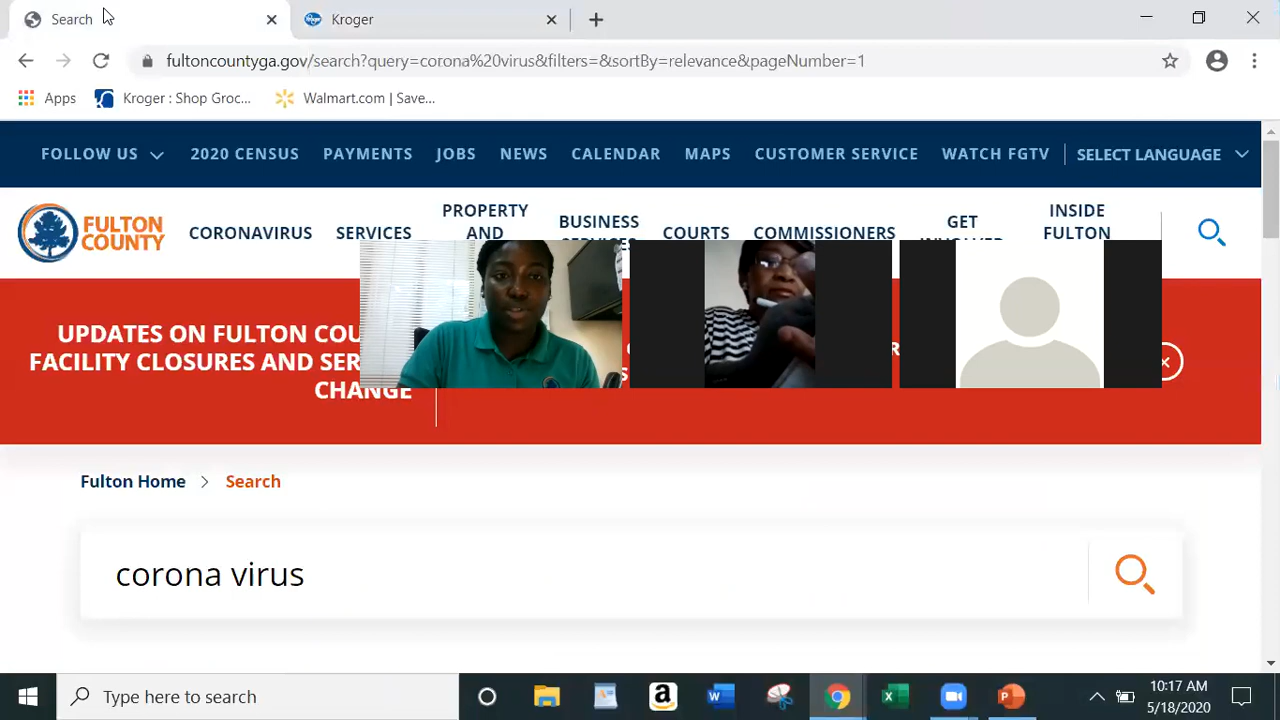 Search
Kroger
fultoncountyga.gov/search?query=corona%20virus&filters=&sortBy=relevance&pageNumber=1
Apps
Kroger : Shop Groc...
Walmart.com | Save...
FOLLOW US
2020 CENSUS
PAYMENTS
JOBS
NEWS
CALENDAR
MAPS
CUSTOMER SERVICE
WATCH FGTV
SELECT LANGUAGE
FULTON
COUNTY
CORONAVIRUS
SERVICES
PROPERTY
AND
BUSINESS
COURTS
COMMISSIONERS
GET
INSIDE
FULTON
UPDATES ON FULTON COU
FACILITY CLOSURES AND SER
CHANGE
Fulton Home > Search
corona virus
Type here to search
10:17 AM
5/18/2020